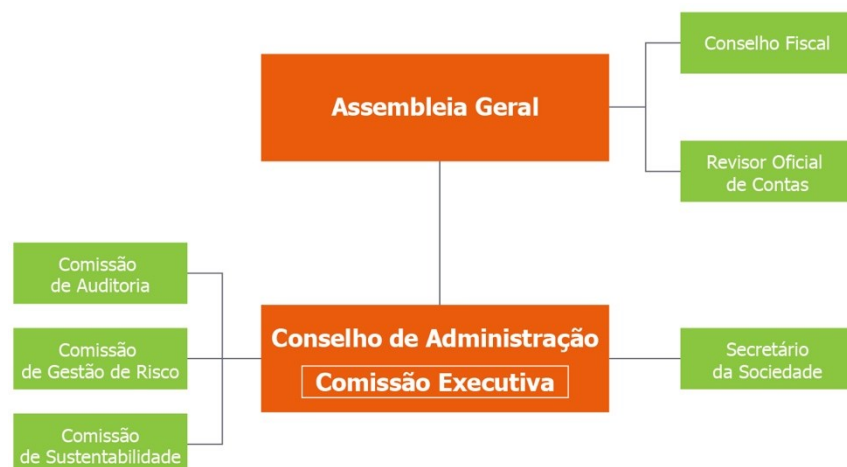 Conselho Fiscal
Assembleia Geral
Revisor Oficial
de Contas
Comissão
de Auditoria
Conselho de Administração
Comissão Executiva
Comissão
de Gestão de Risco
Secretário
da Sociedade
Comissão
de Sustentabilidade